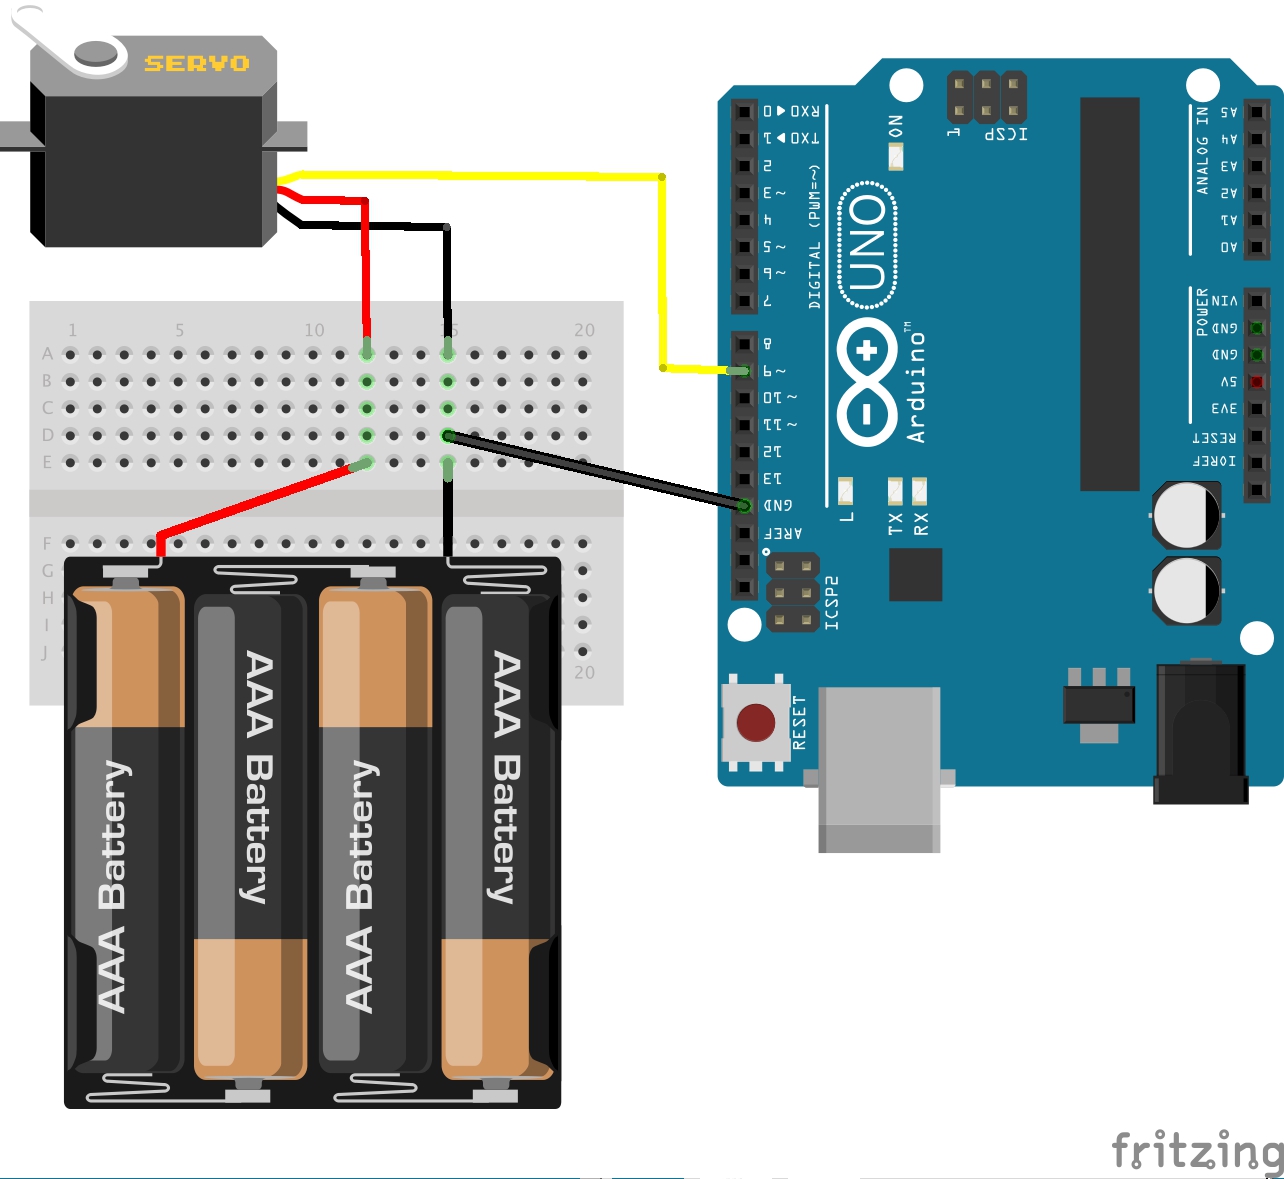 SERVO
1 5 10 15 20
A
B
C
D
E
F
G
H
I
J
20
AAA Battery
AAA Battery
AAA Battery
AAA Battery
RX0 ◀ 0
TX0 ◀ 1
2
~ 3
4
~ 5
~ 6
7
8
~ 9
~ 10
~ 11
12
13
GND
AREF
DIGITAL (PWM=~)
ON
1 ICSP
UNO
Arduino™
L
TX
RX
ICSP2
RESET
ANALOG IN
A5
A4
A3
A2
A1
A0
POWER
VIN
GND
GND
5V
3V3
RESET
IOREF
fritzing